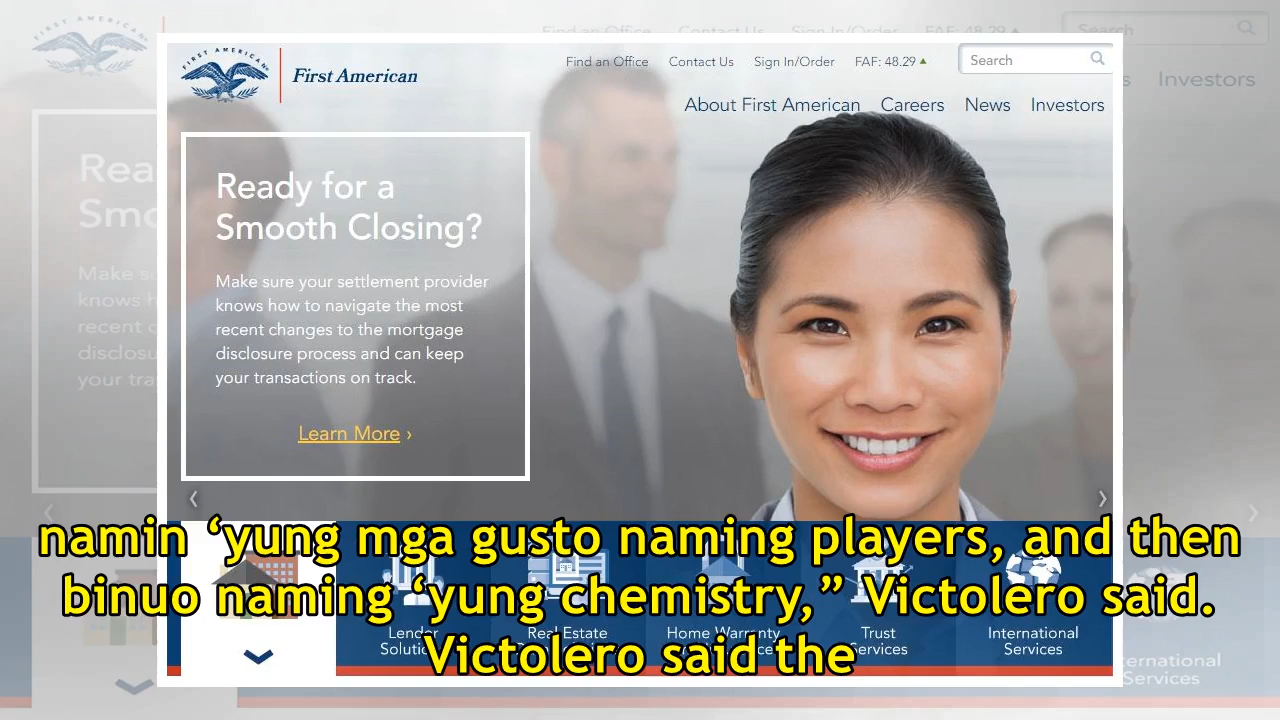 FIRST AMERICAN
First American
Find an Office Contact Us Sign In/Order FAF: 48.29
Search
About First American Careers News Investors
Ready for a
Smooth Closing?
Make sure your settlement provider
knows how to navigate the most
recent changes to the mortgage
disclosure process and can keep
your transactions on track.
Learn More ›
namin ‘yung mga gusto naming players, and then
binuo naming ‘yung chemistry,” Victolero said.
Victolero said the
Lender
Real Estate
Home Warranty
Trust
Services
International
Services